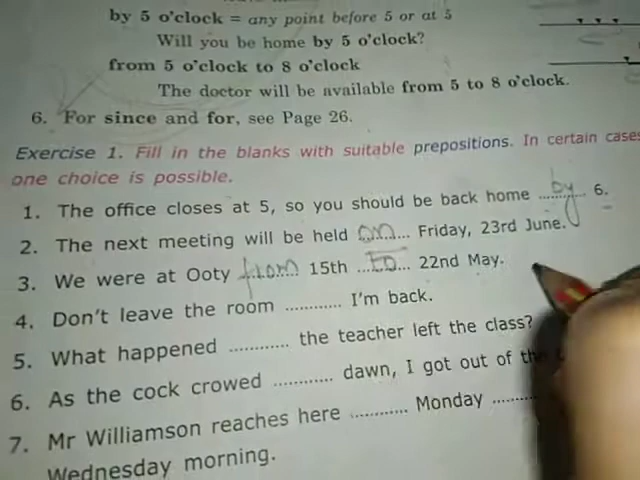 by 5 o'clock = any point before 5 or at 5
Will you be home by 5 o'clock?
from 5 o'clock to 8 o'clock
The doctor will be available from 5 to 8 o'clock.
6. For since and for, see Page 26.
Exercise 1. Fill in the blanks with suitable prepositions. In certain cases
one choice is possible.
1. The office closes at 5, so you should be back home by 6.
2. The next meeting will be held on Friday, 23rd June.
3. We were at Ooty from 15th to 22nd May.
4. Don't leave the room ............ I'm back.
5. What happened ............ the teacher left the class?
6. As the cock crowed ............ dawn, I got out of the
7. Mr Williamson reaches here ............ Monday .........
Wednesday morning.